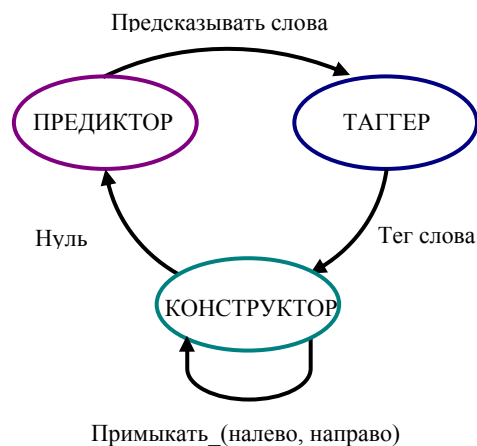 Предсказывать слова
ПРЕДИКТОР
ТАГГЕР
Нуль
Тег слова
КОНСТРУКТОР
Примыкать_(налево, направо)